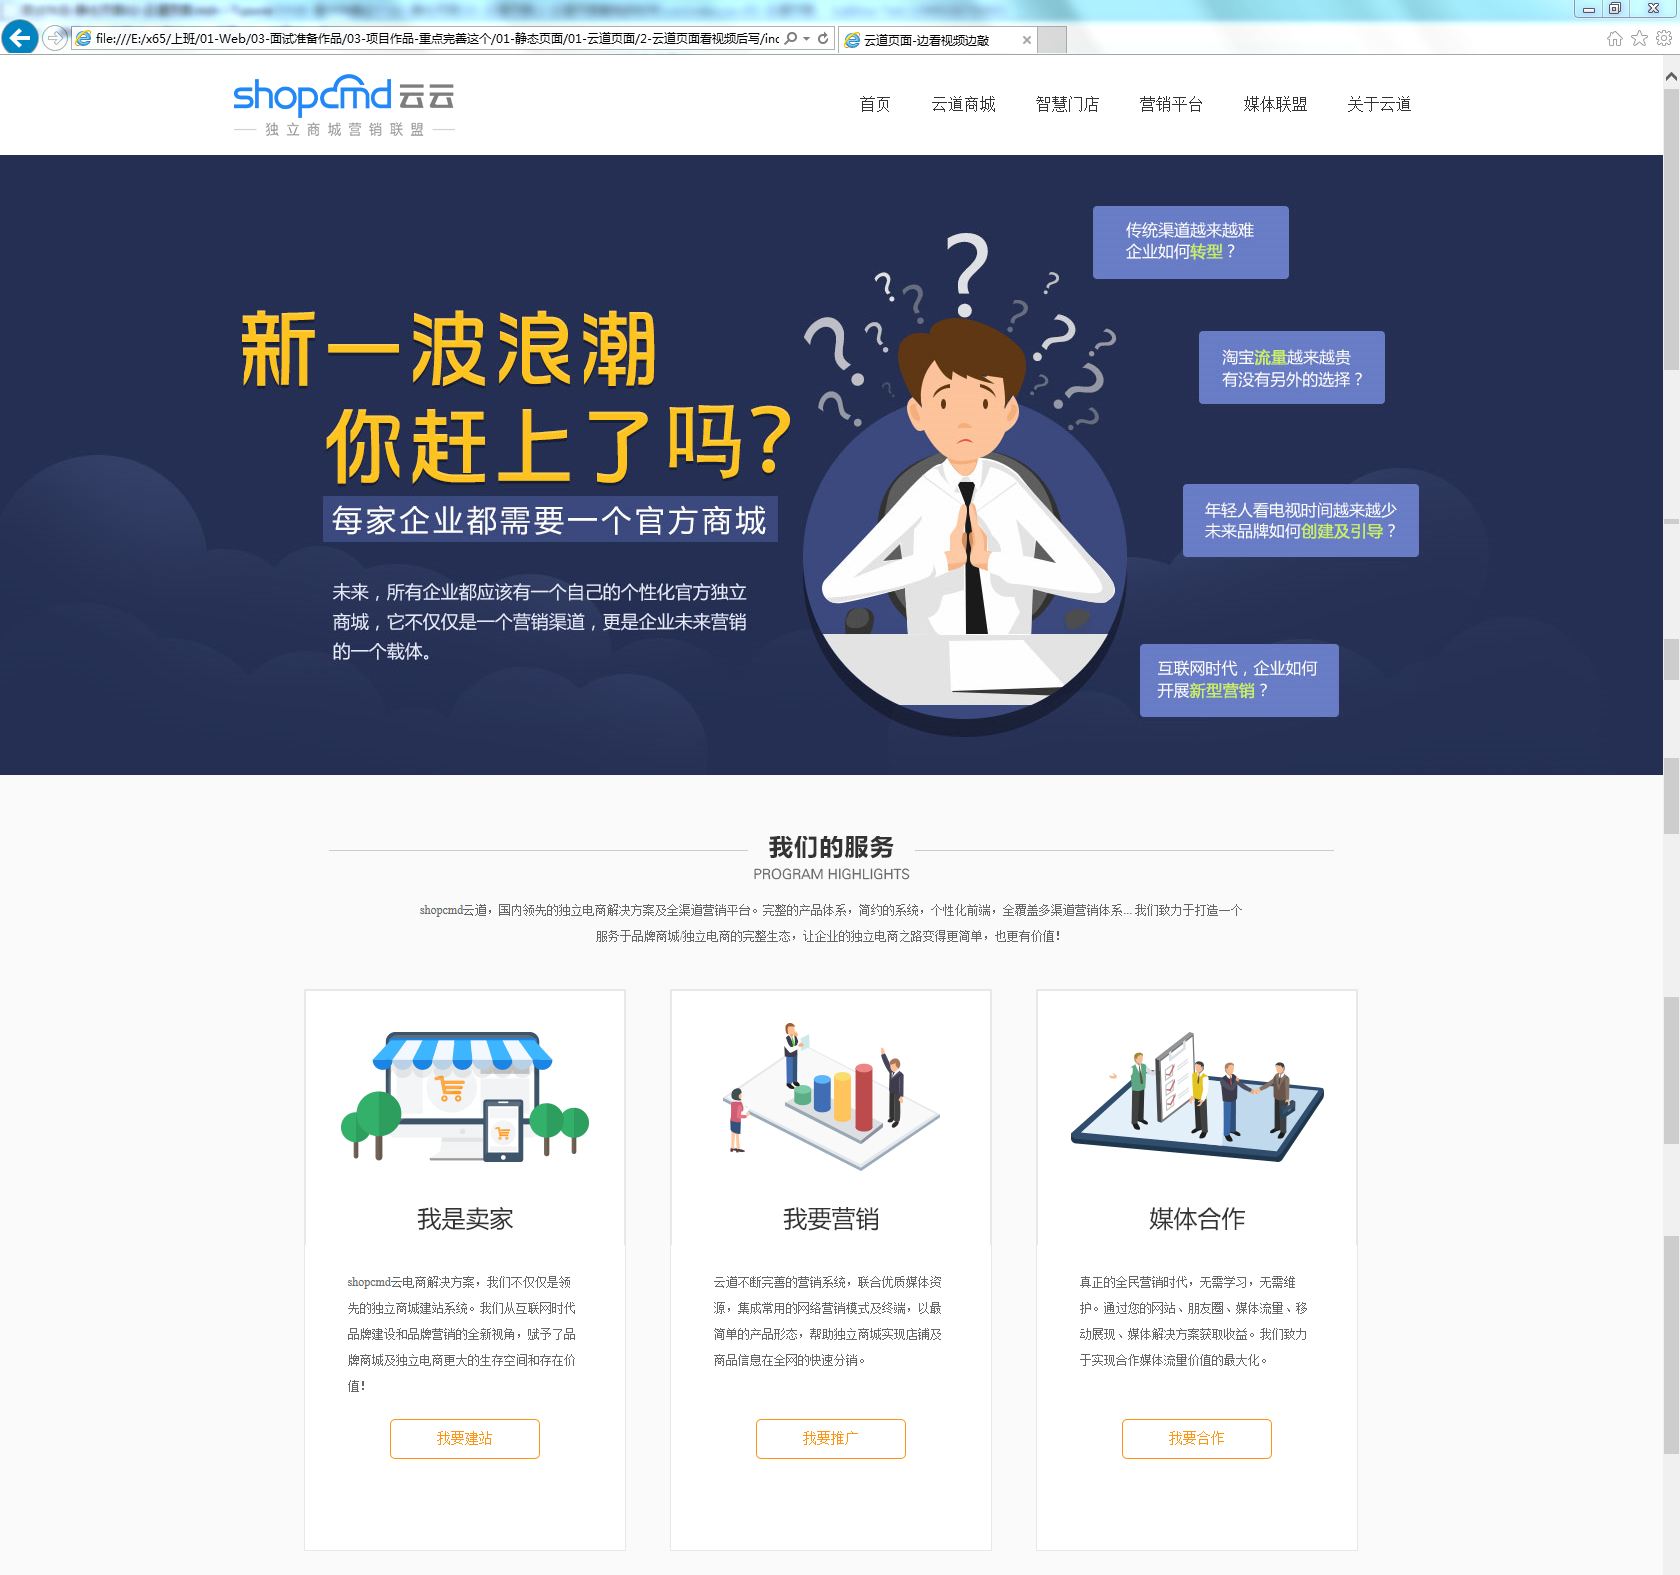 file:///E:/x65/上班/01-Web/03-面试准备作品/03-项目作品-重点完善这个/01-静态页面/01-云道页面/2-云道页面看视频后写/inc
云道页面-边看视频边敲
shopcmd 云云
独立商城营销联盟
首页 云道商城 智慧门店 营销平台 媒体联盟 关于云道
传统渠道越来越难
企业如何转型？
新一波浪潮
你赶上了吗?
淘宝流量越来越贵
有没有另外的选择？
每家企业都需要一个官方商城
年轻人看电视时间越来越少
未来品牌如何创建及引导？
未来，所有企业都应该有一个自己的个性化官方独立
商城，它不仅仅是一个营销渠道，更是企业未来营销
的一个载体。
互联网时代，企业如何
开展新型营销？
我们的服务
PROGRAM HIGHLIGHTS
shopcmd云道，国内领先的独立电商解决方案及全渠道营销平台。完整的产品体系，简约的系统，个性化前端，全覆盖多渠道营销体系... 我们致力于打造一个
服务于品牌商城/独立电商的完整生态，让企业的独立电商之路变得更简单，也更有价值！
我是卖家
shopcmd云电商解决方案，我们不仅仅是领
先的独立商城建站系统。我们从互联网时代
品牌建设和品牌营销的全新视角，赋予了品
牌商城及独立电商更大的生存空间和存在价
值！
我要建站
我要营销
云道不断完善的营销系统，联合优质媒体资
源，集成常用的网络营销模式及终端，以最
简单的产品形态，帮助独立商城实现店铺及
商品信息在全网的快速分销。
我要推广
媒体合作
真正的全民营销时代，无需学习，无需维
护。通过您的网站、朋友圈、媒体流量、移
动展现、媒体解决方案获取收益。我们致力
于实现合作媒体流量价值的最大化。
我要合作